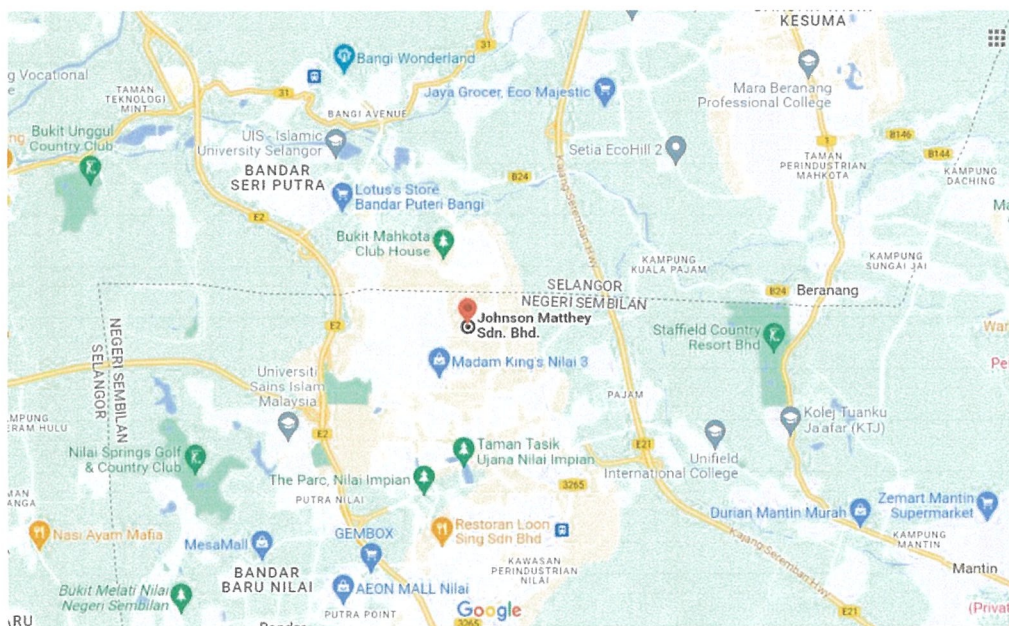 KESUMA
31
Bangi Wonderland
Vocational
TAMAN
TEKNOLOGI
MINT
31
BANGI AVENUE
Jaya Grocer, Eco Majestic
Mara Beranang
Professional College
Bukit Unggul
Country Club
UIS - Islamic
University Selangor
BANDAR
SERI PUTRA
Setia EcoHill 2
1
B146
B144
TAMAN
PERINDUSTRIAN
MAHKOTA
KAMPUNG
DACHING
B24
Kajang-Seremban Hwy
Lotus's Store
Bandar Puteri Bangi
E2
Bukit Mahkota
Club House
KAMPUNG
KUALA PAJAM
KAMPUNG
SUNGAI JAI
SELANGOR
NEGERI SEMBILAN
B24
Beranang
Johnson Matthey
Sdn. Bhd.
E2
Staffield Country
Resort Bhd
NEGERI SEMBILAN
SELANGOR
Madam King's Nilai 3
Universiti
Sains Islam
Malaysia
PAJAM
E2
Kolej Tuanku
Ja'afar (KTJ)
Nilai Springs Golf
& Country Club
Taman Tasik
Ujana Nilai Impian
E21
Unifield
International College
The Parc, Nilai Impian
3265
PUTRA NILAI
Durian Mantin Murah
Zemart Mantin
Supermarket
Nasi Ayam Mafia
MesaMall
GEMBOX
Restoran Loon
Sing Sdn Bhd
Kajang-Seremban Hwy
KAMPUNG
MANTIN
BANDAR
BARU NILAI
KAWASAN
PERINDUSTRIAN
NILAI
Mantin
Bukit Melati Nilai
Negeri Sembilan
AEON MALL Nilai
PUTRA POINT
Google
3265
E21
(Privat